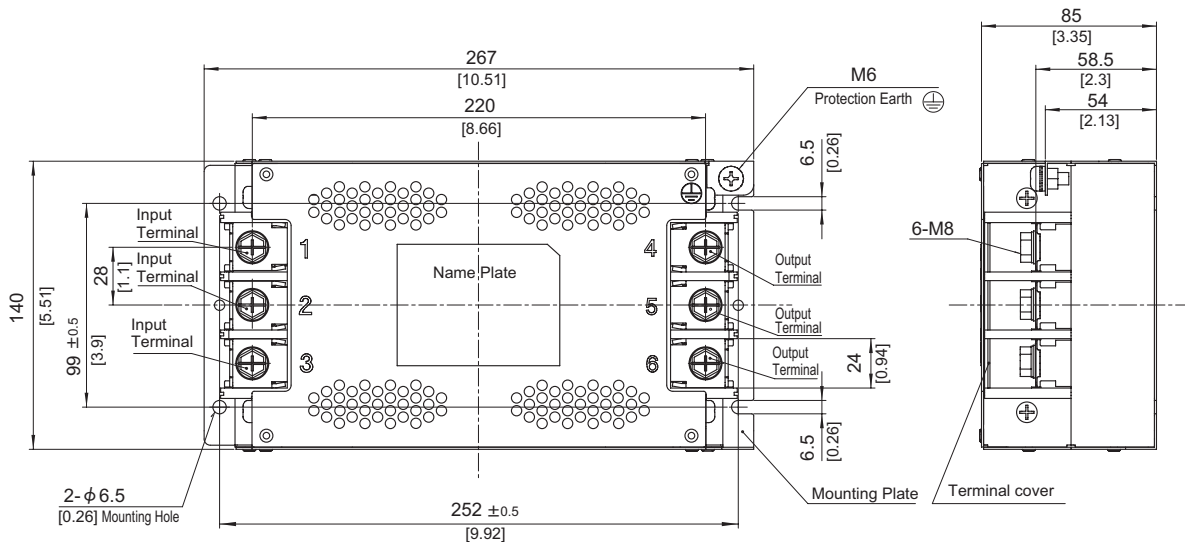 267
[10.51]
220
[8.66]
M6
Protection Earth
6.5
[0.26]
85
[3.35]
58.5
[2.3]
54
[2.13]
Input
Terminal
1
4
Output
Terminal
6-M8
28
[1.1]
Input
Terminal
2
Name Plate
5
Output
Terminal
140
[5.51]
99 ±0.5
[3.9]
Input
Terminal
3
6
Output
Terminal
24
[0.94]
6.5
[0.26]
2-ϕ6.5
[0.26] Mounting Hole
252 ±0.5
[9.92]
Mounting Plate
Terminal cover